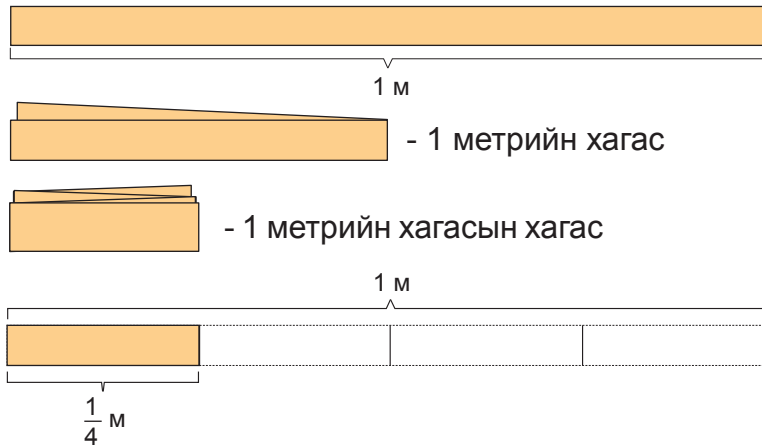 1 м
- 1 метрийн хагас
- 1 метрийн хагасын хагас
1 м
1/4 м